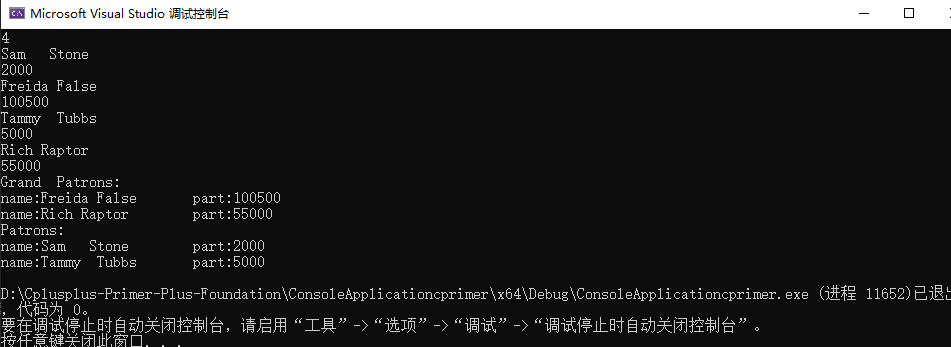 Microsoft Visual Studio 调试控制台
4
Sam   Stone
2000
Freida False
100500
Tammy  Tubbs
5000
Rich Raptor
55000
Grand  Patrons:
name:Freida False       part:100500
name:Rich Raptor        part:55000
Patrons:
name:Sam   Stone        part:2000
name:Tammy  Tubbs       part:5000
D:\Cplusplus-Primer-Plus-Foundation\ConsoleApplicationcprimer\x64\Debug\ConsoleApplicationcprimer.exe (进程 11652)已退出
，代码为 0。
要在调试停止时自动关闭控制台，请启用“工具”->“选项”->“调试”->“调试停止时自动关闭控制台”。
按任意键关闭此窗口. . .